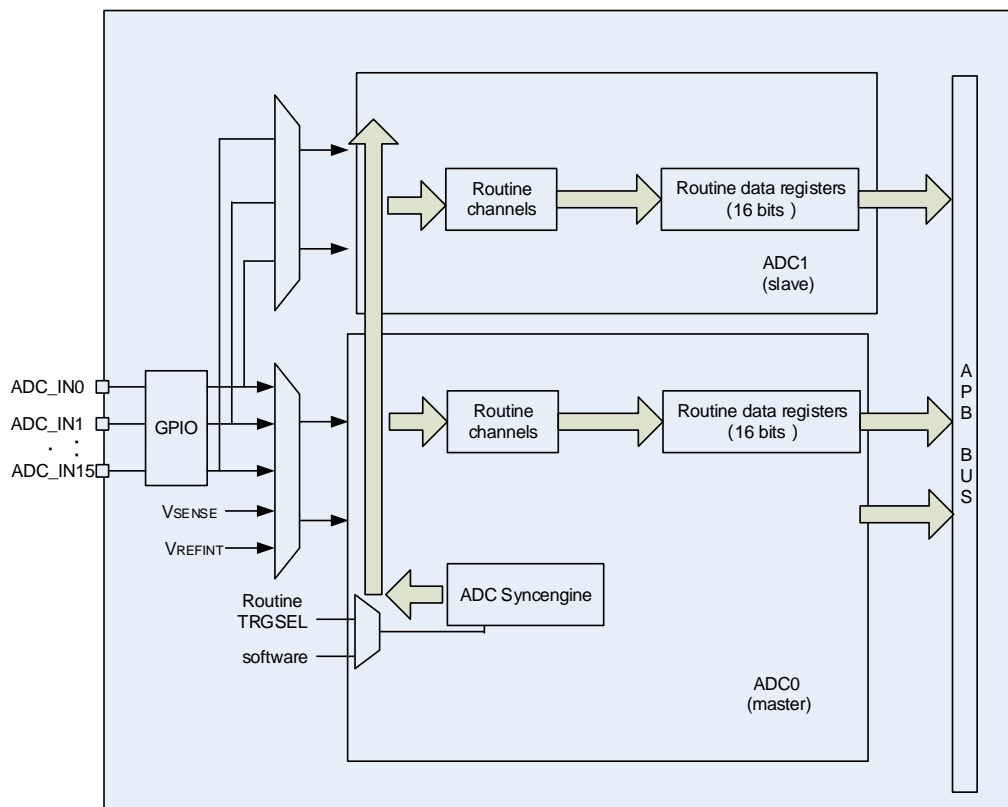 Routine
channels
Routine data registers
(16 bits )
ADC1
(slave)
ADC_IN0
ADC_IN1
ADC_IN15
GPIO
VSENSE
VREFINT
Routine
channels
Routine data registers
(16 bits )
A
P
B
B
U
S
Routine
TRGSEL
software
ADC Syncengine
ADC0
(master)